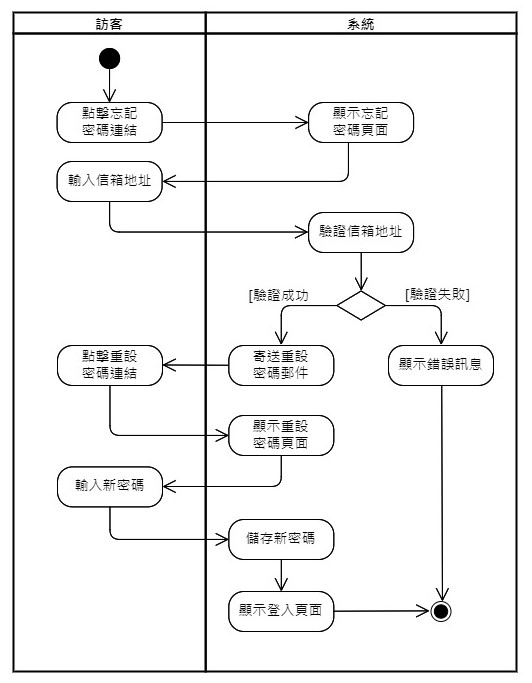 訪客
系統
點擊忘記
密碼連結
顯示忘記
密碼頁面
輸入信箱地址
驗證信箱地址
[驗證成功
[驗證失敗]
點擊重設
密碼連結
寄送重設
密碼郵件
顯示錯誤訊息
顯示重設
密碼頁面
輸入新密碼
儲存新密碼
顯示登入頁面